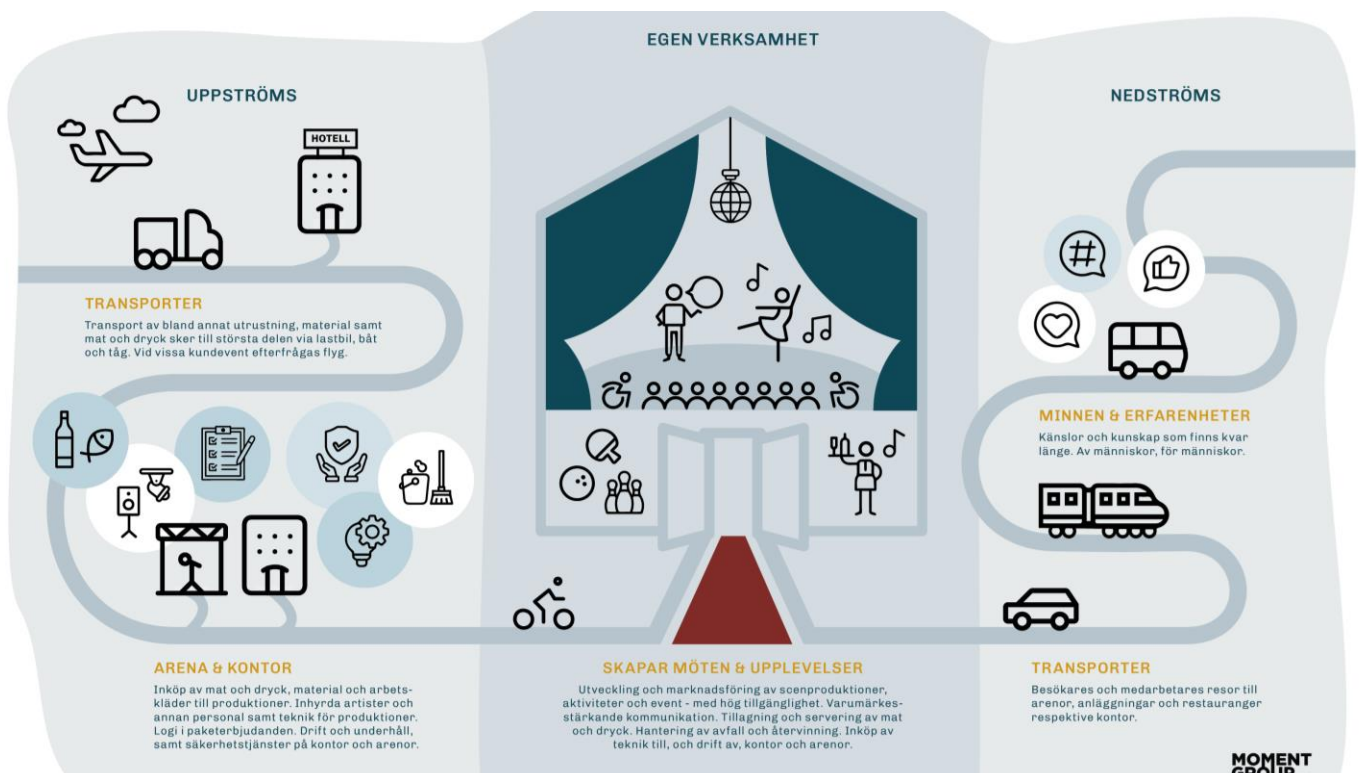 EGEN VERKSAMHET
UPPSTRÖMS
NEDSTRÖMS
HOTELL
TRANSPORTER
Transport av bland annat utrustning, material samt
mat och dryck sker till största delen via lastbil, båt
och tåg. Vid vissa kundevent efterfrågas flyg.
#
MINNEN & ERFARENHETER
Känslor och kunskap som finns kvar
länge. Av människor, för människor.
ARENA & KONTOR
Inköp av mat och dryck, material och arbets-
kläder till produktioner. Inhyrda artister och
annan personal samt teknik för produktioner.
Logi i paketerbjudanden. Drift och underhåll,
samt säkerhetstjänster på kontor och arenor.
SKAPAR MÖTEN & UPPLEVELSER
Utveckling och marknadsföring av scenproduktioner,
aktiviteter och event - med hög tillgänglighet. Varumärkes-
stärkande kommunikation. Tillagning och servering av mat
och dryck. Hantering av avfall och återvinning. Inköp av
teknik till, och drift av, kontor och arenor.
TRANSPORTER
Besökares och medarbetares resor till
arenor, anläggningar och restauranger
respektive kontor.
MOMENT
GROUP